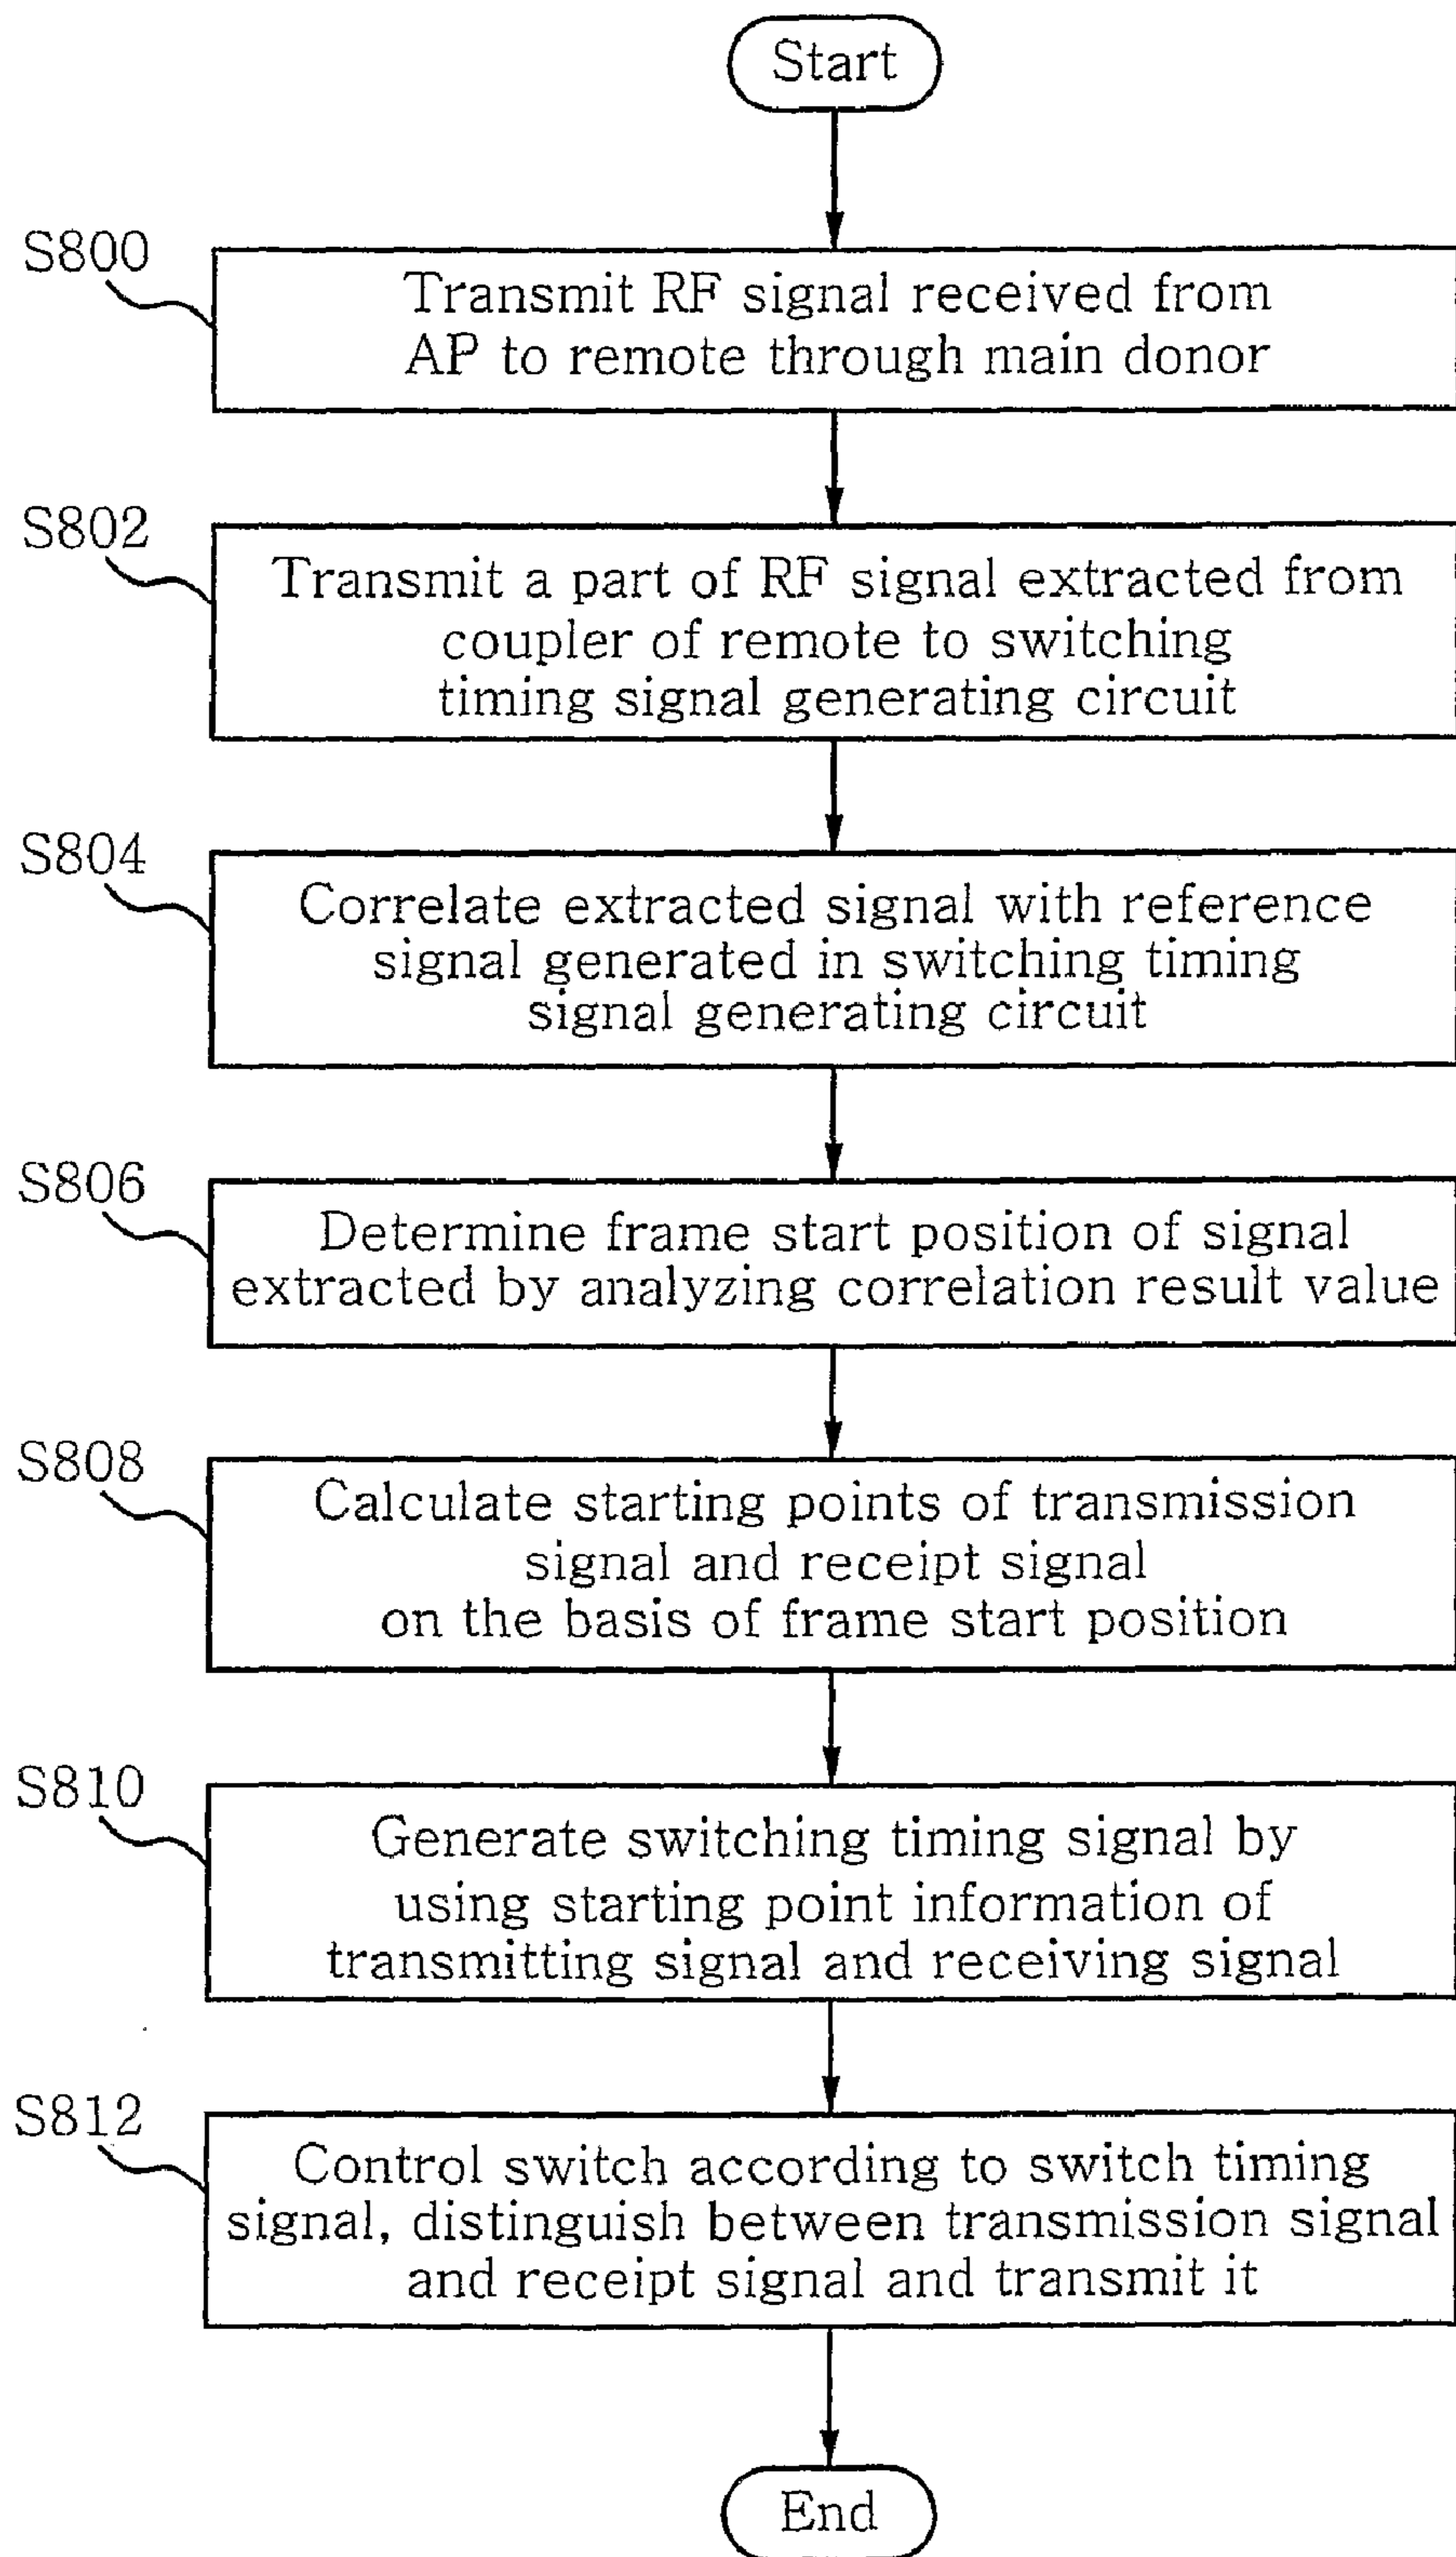 Start
S800
Transmit RF signal received from
AP to remote through main donor
S802
Transmit a part of RF signal extracted from
coupler of remote to switching
timing signal generating circuit
S804
Correlate extracted signal with reference
signal generated in switching timing
signal generating circuit
S806
Determine frame start position of signal
extracted by analyzing correlation result value
S808
Calculate starting points of transmission
signal and receipt signal
on the basis of frame start position
S810
Generate switching timing signal by
using starting point information of
transmitting signal and receiving signal
S812
Control switch according to switch timing
signal, distinguish between transmission signal
and receipt signal and transmit it
End